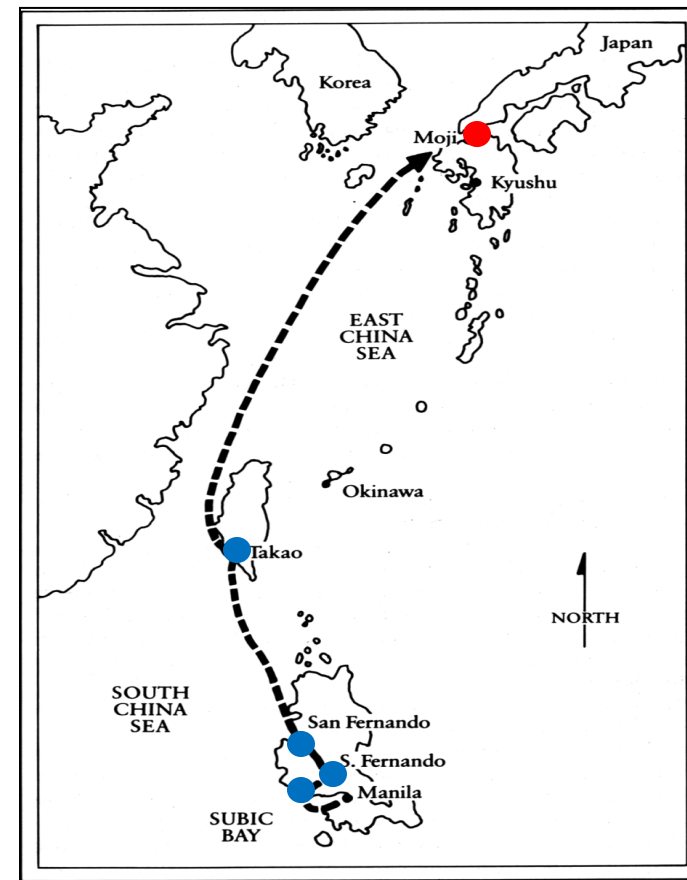 Japan
Korea
Moji
Kyushu
EAST
CHINA
SEA
Okinawa
Takao
NORTH
SOUTH
CHINA
SEA
San Fernando
S. Fernando
Manila
SUBIC
BAY